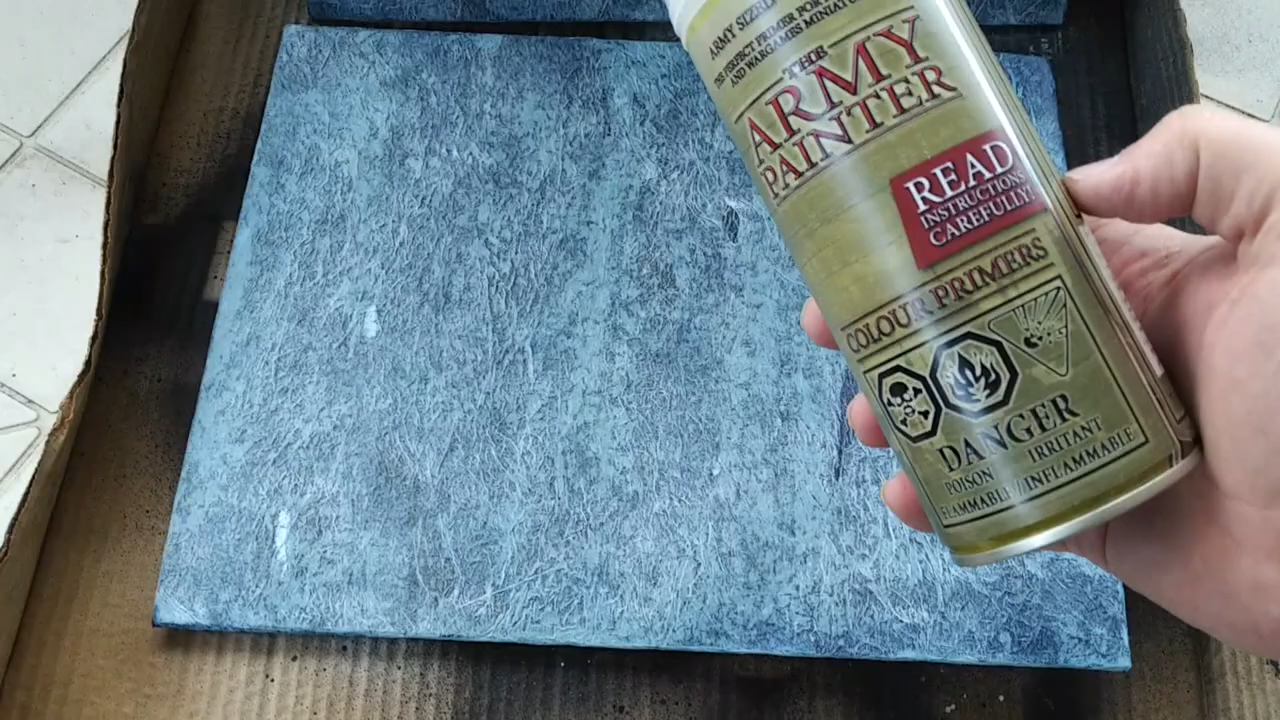 ARMY SIZED
THE PERFECT PRIMER FOR
AND WARGAMES MINIATU
THE
ARMY
PAINTER
READ
INSTRUCTIONS
CAREFULLY!
COLOUR PRIMERS
DANGER
POISON IRRITANT
FLAMMABLE/INFLAMMABLE